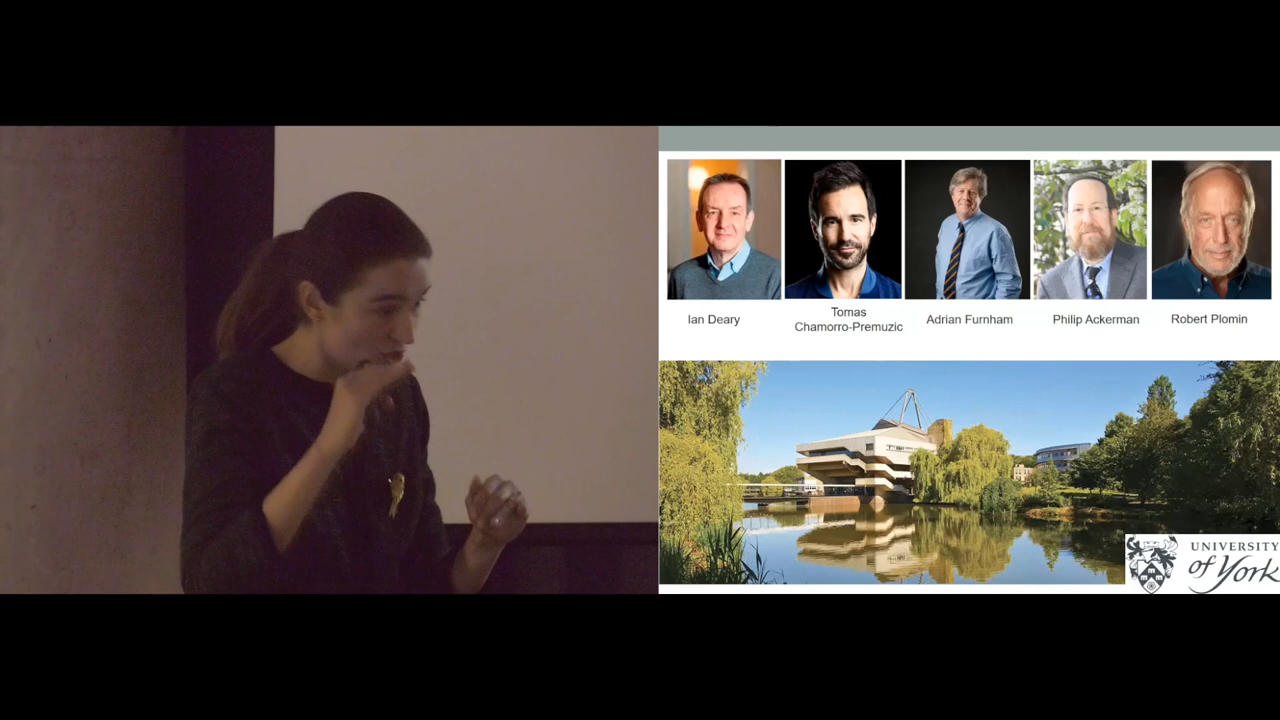 Ian Deary
Tomas
Chamorro-Premuzic
Adrian Furnham
Philip Ackerman
Robert Plomin
UNIVERSITY
of York